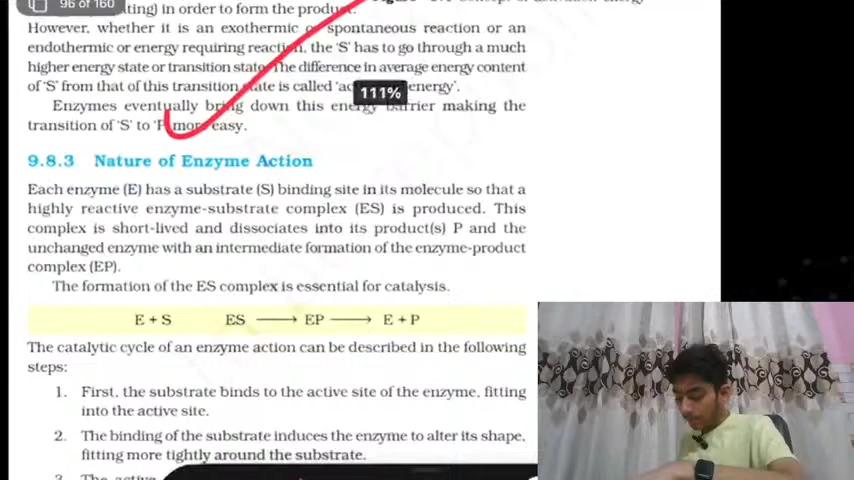 96 of 160
ting) in order to form the product.
However, whether it is an exothermic or spontaneous reaction or an
endothermic or energy requiring reaction, the 'S' has to go through a much
higher energy state or transition state. The difference in average energy content
of 'S' from that of this transition state is called energy'.
111%
Enzymes eventually bring down this energy barrier making the
transition of 'S' to 'P' more easy.
9.8.3 Nature of Enzyme Action
Each enzyme (E) has a substrate (S) binding site in its molecule so that a
highly reactive enzyme-substrate complex (ES) is produced. This
complex is short-lived and dissociates into its product(s) P and the
unchanged enzyme with an intermediate formation of the enzyme-product
complex (EP).
The formation of the ES complex is essential for catalysis.
E + S ES ⟶ EP ⟶ E + P
The catalytic cycle of an enzyme action can be described in the following
steps:
1. First, the substrate binds to the active site of the enzyme, fitting
into the active site.
2. The binding of the substrate induces the enzyme to alter its shape,
fitting more tightly around the substrate.
3. The active